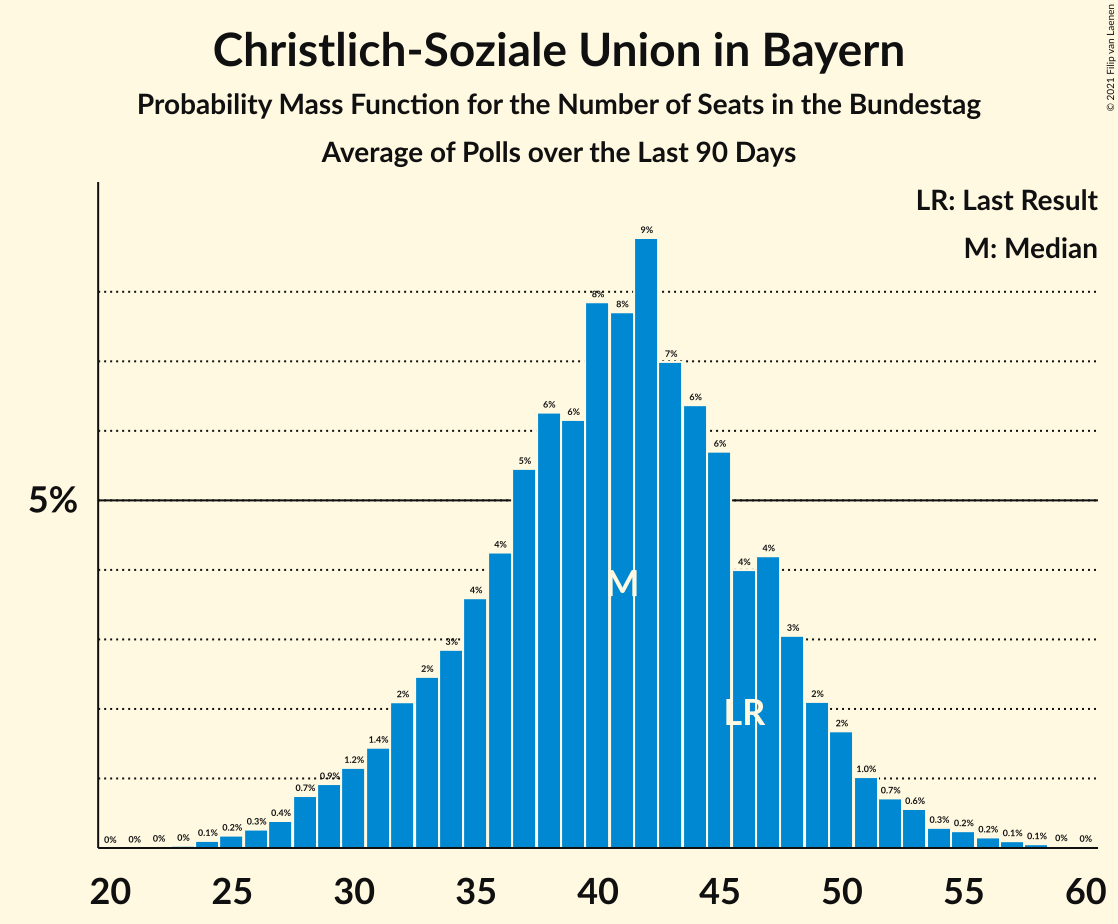 © 2021 Filip van Laenen
Christlich-Soziale Union in Bayern
Probability Mass Function for the Number of Seats in the Bundestag
Average of Polls over the Last 90 Days
LR: Last Result
M: Median
5%
0% 0% 0% 0% 0.1% 0.2% 0.3% 0.4% 0.7% 0.9% 1.2% 1.4% 2% 2% 3% 4% 4% 5% 6% 6% 8% 8% 9% 7% 6% 6% 4% 4% 3% 2% 2% 1.0% 0.7% 0.6% 0.3% 0.2% 0.2% 0.1% 0.1% 0% 0%
M
LR
20 25 30 35 40 45 50 55 60